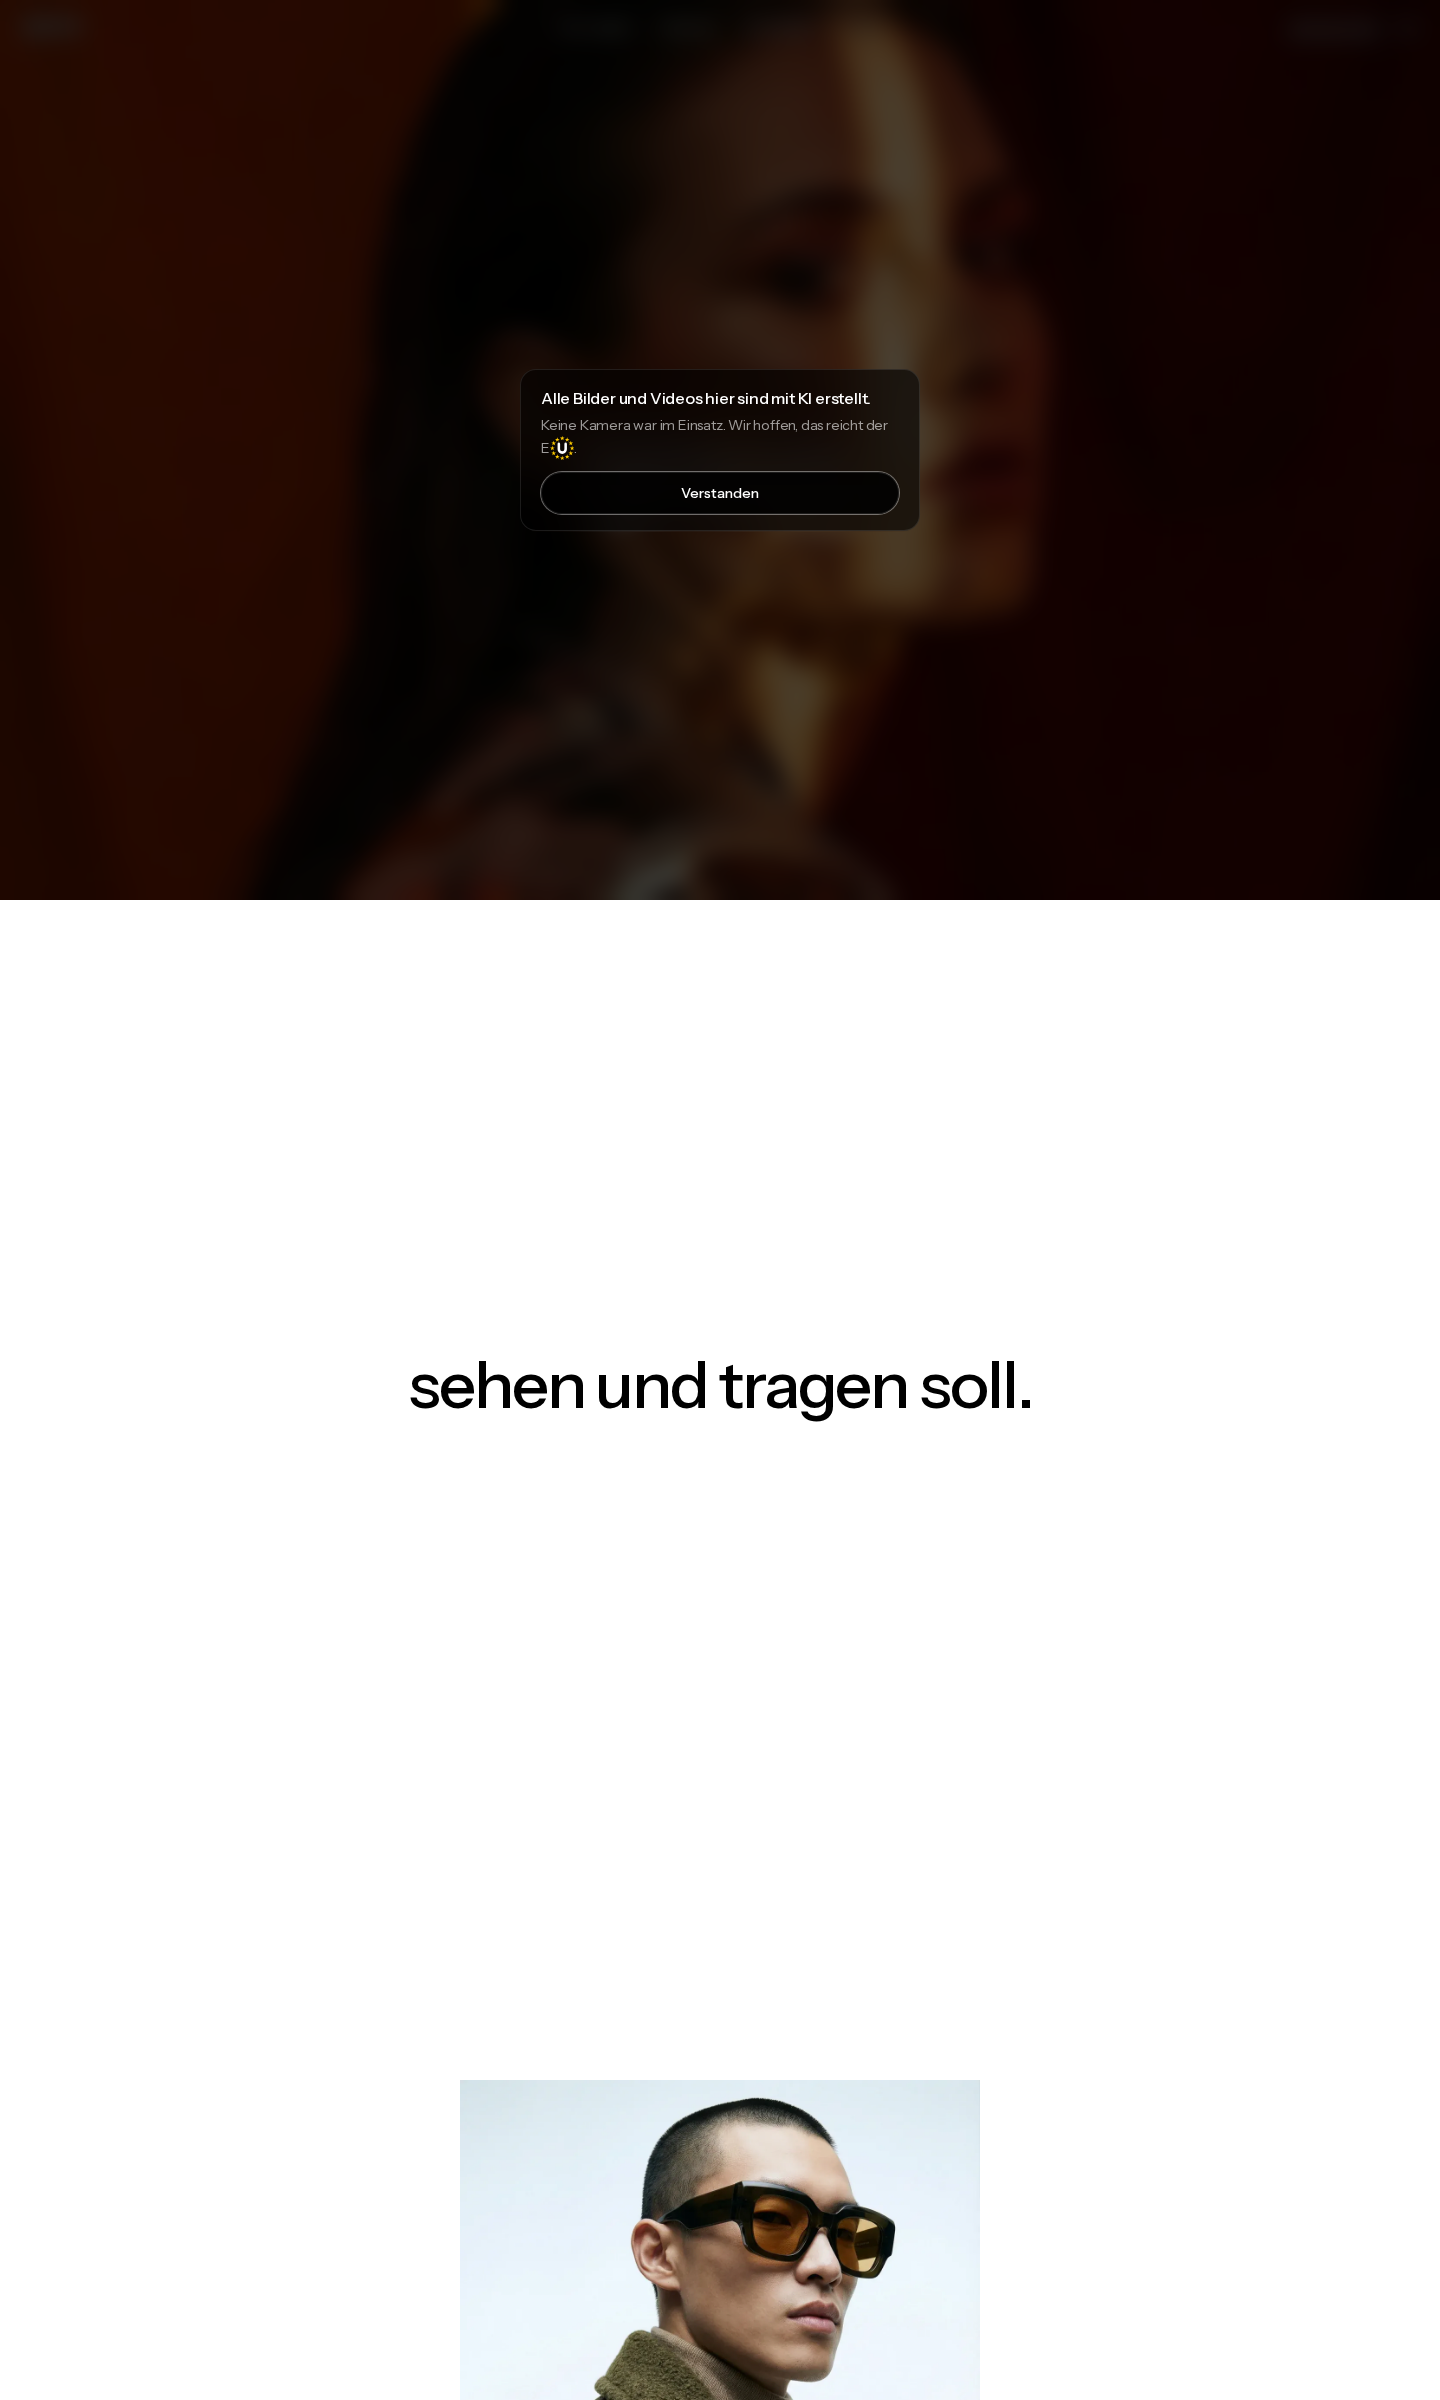 Alle Bilder und Videos hier sind mit KI erstellt.
Keine Kamera war im Einsatz. Wir hoffen, das reicht der
EU.
Verstanden
sehen und tragen soll.